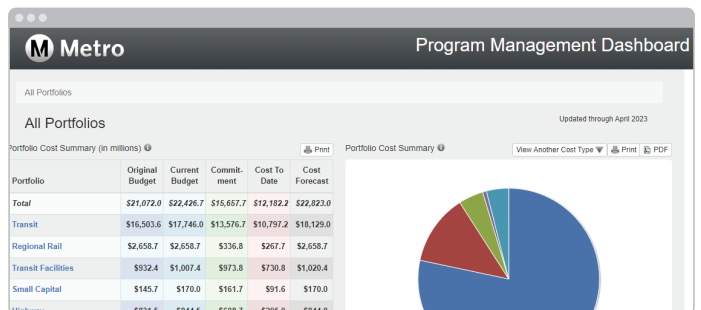 M Metro
Program Management Dashboard
All Portfolios
All Portfolios
Updated through April 2023
Portfolio Cost Summary (in millions)
Print
Portfolio Original Budget Current Budget Commit-ment Cost To Date Cost Forecast
Total $21,072.0 $22,426.7 $15,657.7 $12,182.2 $22,823.0
Transit $16,503.6 $17,746.0 $13,576.7 $10,797.2 $18,129.0
Regional Rail $2,658.7 $2,658.7 $336.8 $267.7 $2,658.7
Transit Facilities $932.4 $1,007.4 $973.8 $730.8 $1,020.4
Small Capital $145.7 $170.0 $161.7 $91.6 $170.0
Portfolio Cost Summary
View Another Cost Type
Print
PDF